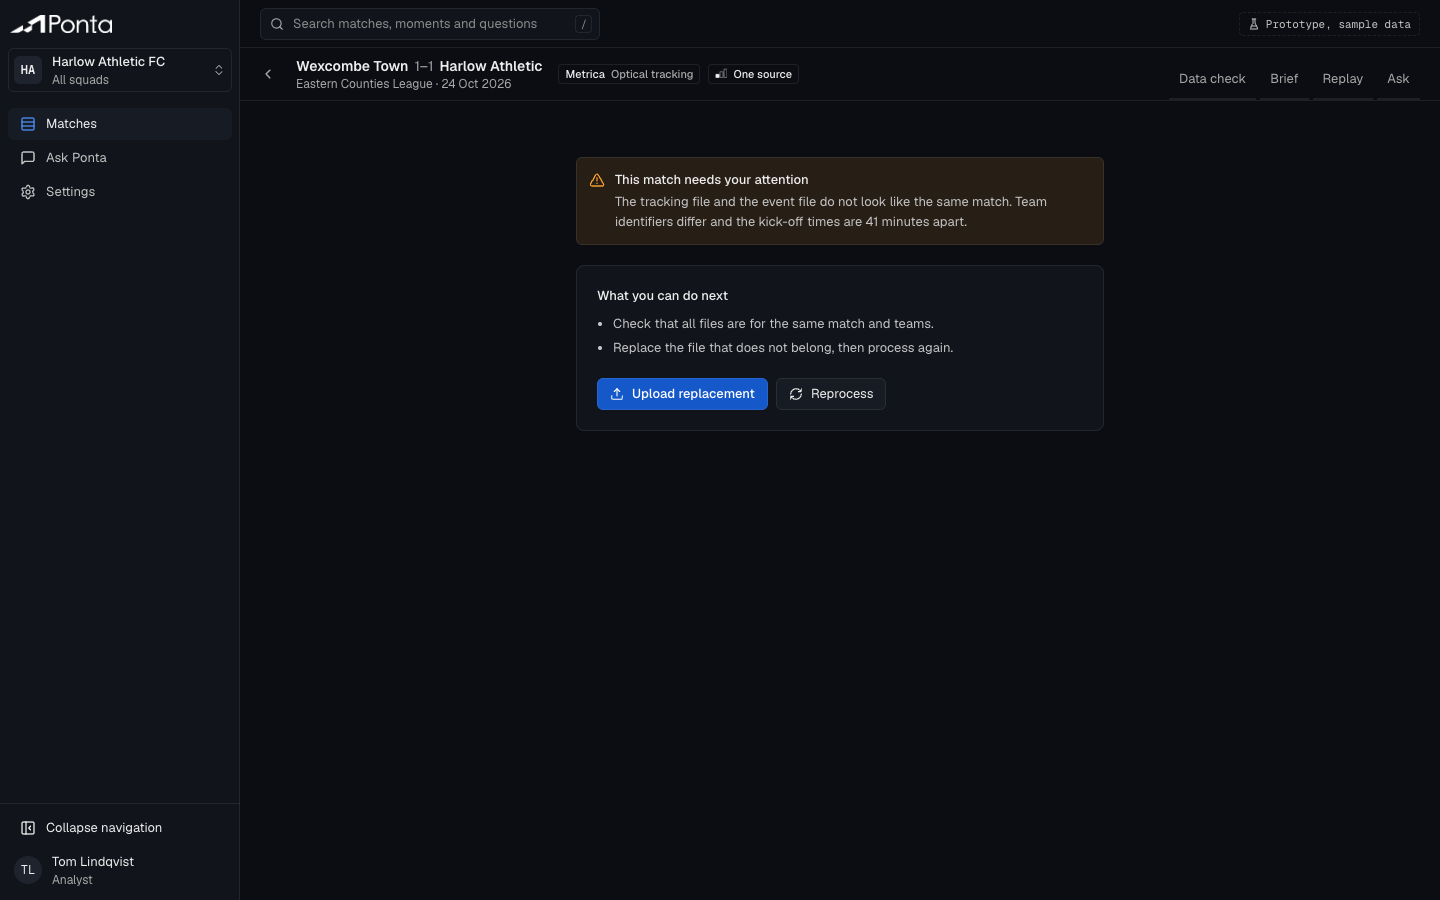 Ponta
HA
Harlow Athletic FC
All squads
Matches
Ask Ponta
Settings
Collapse navigation
TL
Tom Lindqvist
Analyst
Search matches, moments and questions
/
Prototype, sample data
Wexcombe Town 1–1 Harlow Athletic
Eastern Counties League · 24 Oct 2026
Metrica Optical tracking
One source
Data check
Brief
Replay
Ask
This match needs your attention
The tracking file and the event file do not look like the same match. Team
identifiers differ and the kick-off times are 41 minutes apart.
What you can do next
• Check that all files are for the same match and teams.
• Replace the file that does not belong, then process again.
Upload replacement
Reprocess